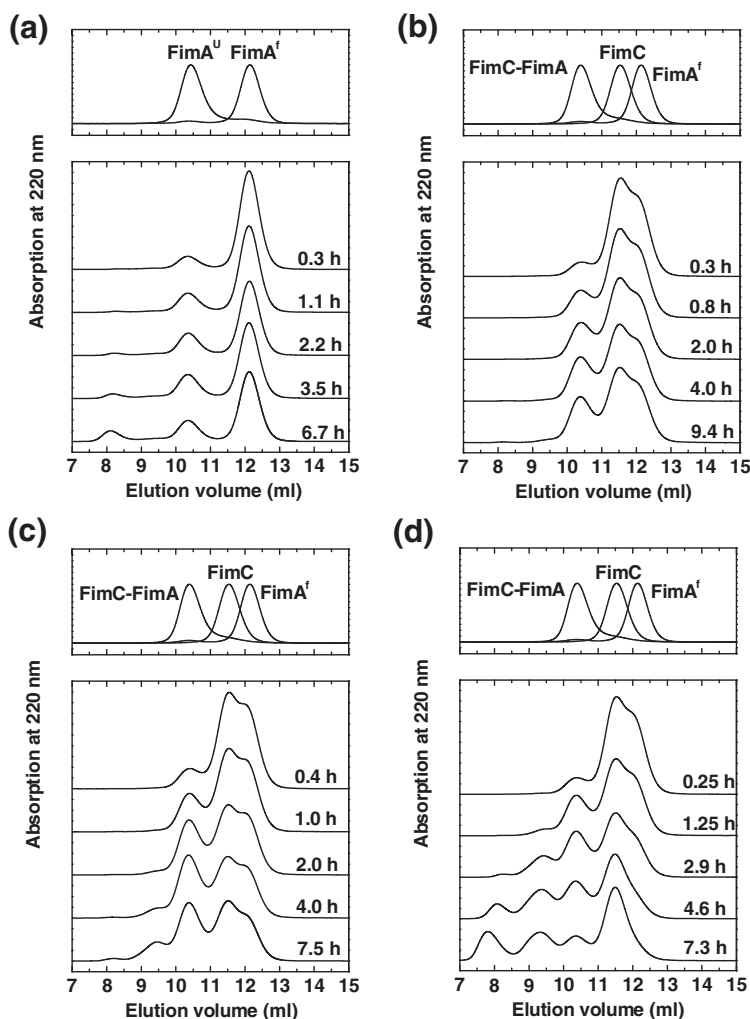 (a)
FimAᵁ FimAᶠ
0.3 h
1.1 h
2.2 h
3.5 h
6.7 h
7 8 9 10 11 12 13 14 15
Elution volume (ml)
Absorption at 220 nm
(b)
FimC
FimC-FimA
FimAᶠ
0.3 h
0.8 h
2.0 h
4.0 h
9.4 h
7 8 9 10 11 12 13 14 15
Elution volume (ml)
Absorption at 220 nm
(c)
FimC
FimC-FimA
FimAᶠ
0.4 h
1.0 h
2.0 h
4.0 h
7.5 h
7 8 9 10 11 12 13 14 15
Elution volume (ml)
Absorption at 220 nm
(d)
FimC
FimC-FimA
FimAᶠ
0.25 h
1.25 h
2.9 h
4.6 h
7.3 h
7 8 9 10 11 12 13 14 15
Elution volume (ml)
Absorption at 220 nm